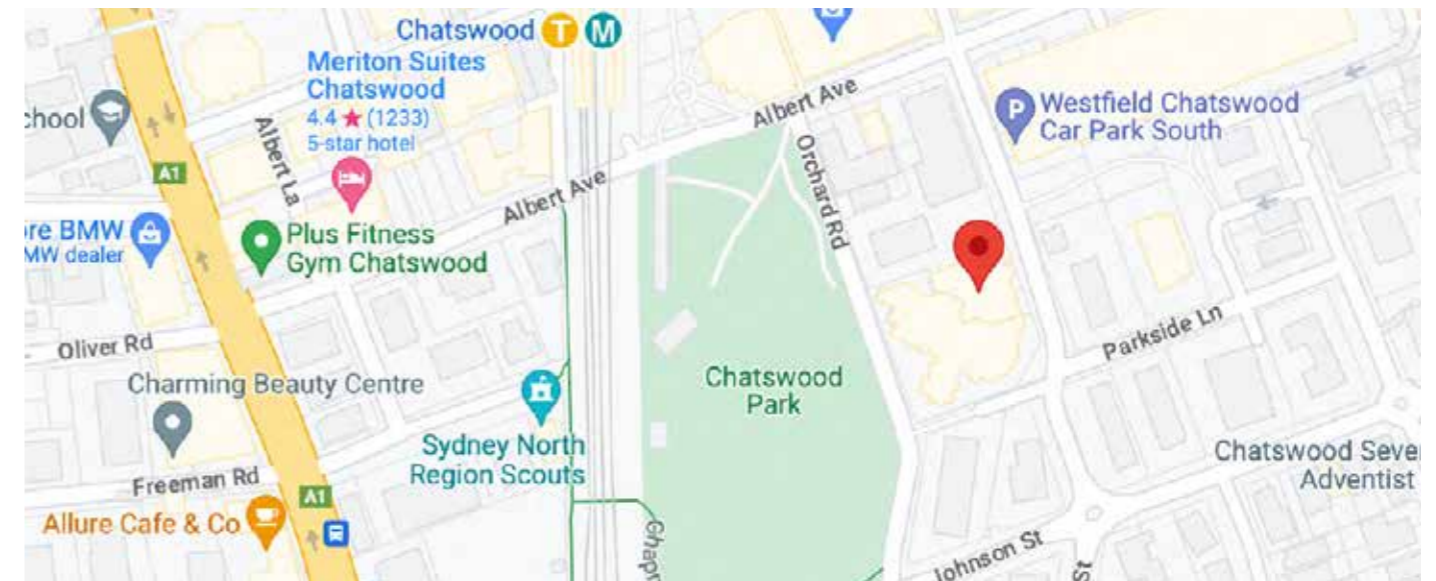 Chatswood T M
Meriton Suites
Chatswood
4.4 ★ (1233)
5-star hotel
chool
Albert La
A1
Albert Ave
Albert Ave
Orchard Rd
P
Westfield Chatswood
Car Park South
re BMW
MW dealer
Plus Fitness
Gym Chatswood
Oliver Rd
Parkside Ln
Charming Beauty Centre
Chatswood
Park
Sydney North
Region Scouts
Freeman Rd
Chatswood Seve
Adventist
A1
Allure Cafe & Co
Chapr
Johnson St